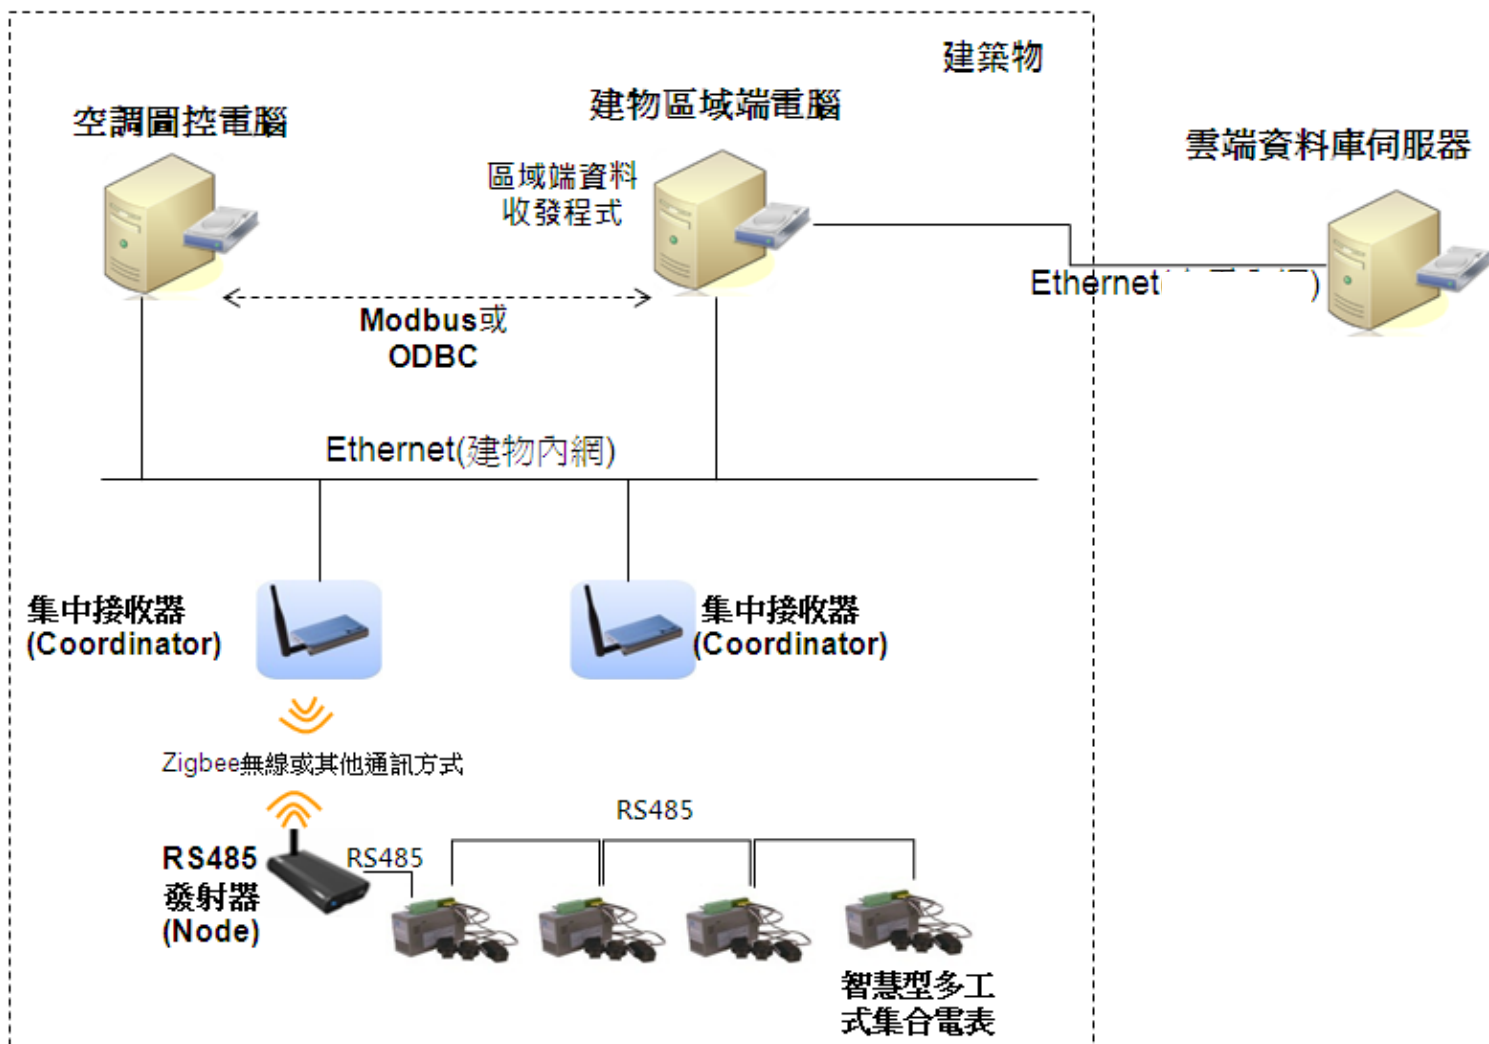 建築物
空調圖控電腦
建物區域端電腦
雲端資料庫伺服器
區域端資料
收發程式
Ethernet(
)
Modbus或
ODBC
Ethernet(建物內網)
集中接收器
(Coordinator)
集中接收器
(Coordinator)
Zigbee無線或其他通訊方式
RS485
RS485
RS485
發射器
(Node)
智慧型多工
式集合電表